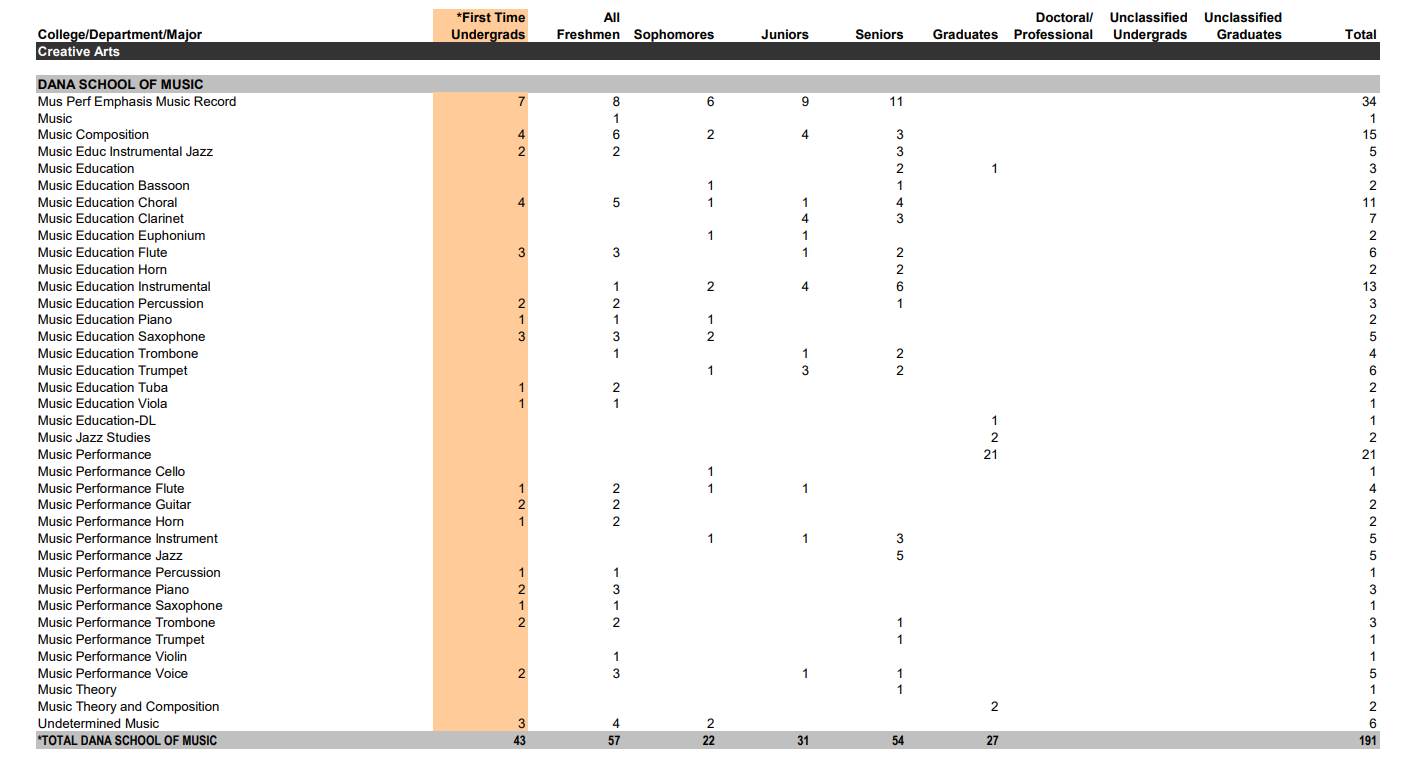 *First Time All Doctoral/ Unclassified Unclassified
College/Department/Major Undergrads Freshmen Sophomores Juniors Seniors Graduates Professional Undergrads Graduates Total
Creative Arts
DANA SCHOOL OF MUSIC
Mus Perf Emphasis Music Record 7 8 6 9 11 34
Music 1 1
Music Composition 4 6 2 4 3 15
Music Educ Instrumental Jazz 2 2 3 5
Music Education 2 1 3
Music Education Bassoon 1 1 2
Music Education Choral 4 5 1 1 4 11
Music Education Clarinet 4 3 7
Music Education Euphonium 1 1 2
Music Education Flute 3 3 1 2 6
Music Education Horn 2 2
Music Education Instrumental 1 2 4 6 13
Music Education Percussion 2 2 1 3
Music Education Piano 1 1 1 2
Music Education Saxophone 3 3 2 5
Music Education Trombone 1 1 2 4
Music Education Trumpet 1 3 2 6
Music Education Tuba 1 2 2
Music Education Viola 1 1 1
Music Education-DL 1 1
Music Jazz Studies 2 2
Music Performance 21 21
Music Performance Cello 1 1
Music Performance Flute 1 2 1 1 4
Music Performance Guitar 2 2 2
Music Performance Horn 1 2 2
Music Performance Instrument 1 1 3 5
Music Performance Jazz 5 5
Music Performance Percussion 1 1 1
Music Performance Piano 2 3 3
Music Performance Saxophone 1 1 1
Music Performance Trombone 2 2 1 3
Music Performance Trumpet 1 1
Music Performance Violin 1 1
Music Performance Voice 2 3 1 1 5
Music Theory 1 1
Music Theory and Composition 2 2
Undetermined Music 3 4 2 6
*TOTAL DANA SCHOOL OF MUSIC 43 57 22 31 54 27 191